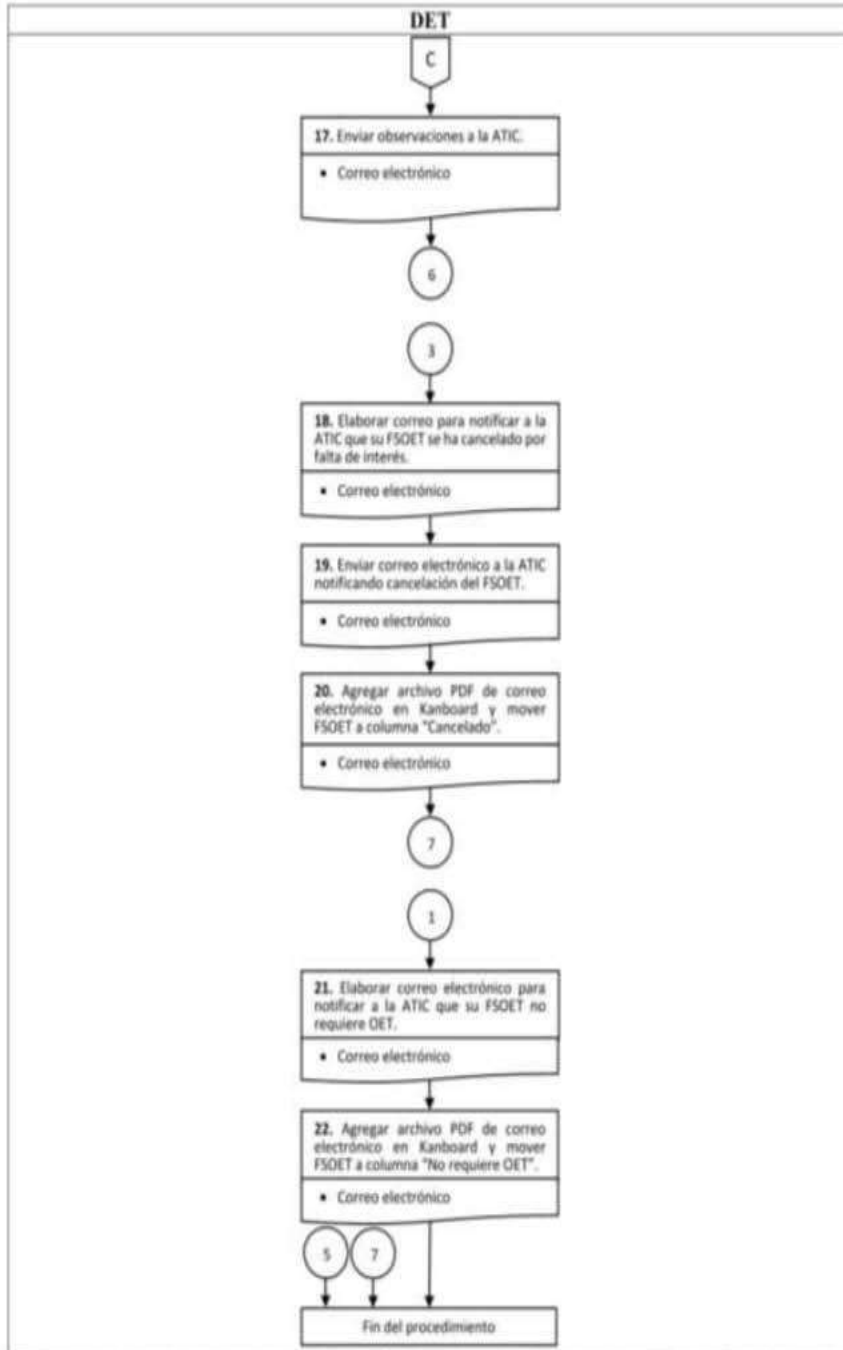 DET
C
17. Enviar observaciones a la ATIC.
• Correo electrónico
6
3
18. Elaborar correo para notificar a la
ATIC que su FSOET se ha cancelado por
falta de interés.
• Correo electrónico
19. Enviar correo electrónico a la ATIC
notificando cancelación del FSOET.
• Correo electrónico
20. Agregar archivo PDF de correo
electrónico en Kanboard y mover
FSOET a columna "Cancelado".
• Correo electrónico
7
1
21. Elaborar correo electrónico para
notificar a la ATIC que su FSOET no
requiere OET.
• Correo electrónico
22. Agregar archivo PDF de correo
electrónico en Kanboard y mover
FSOET a columna "No requiere OET".
• Correo electrónico
5 7
Fin del procedimiento